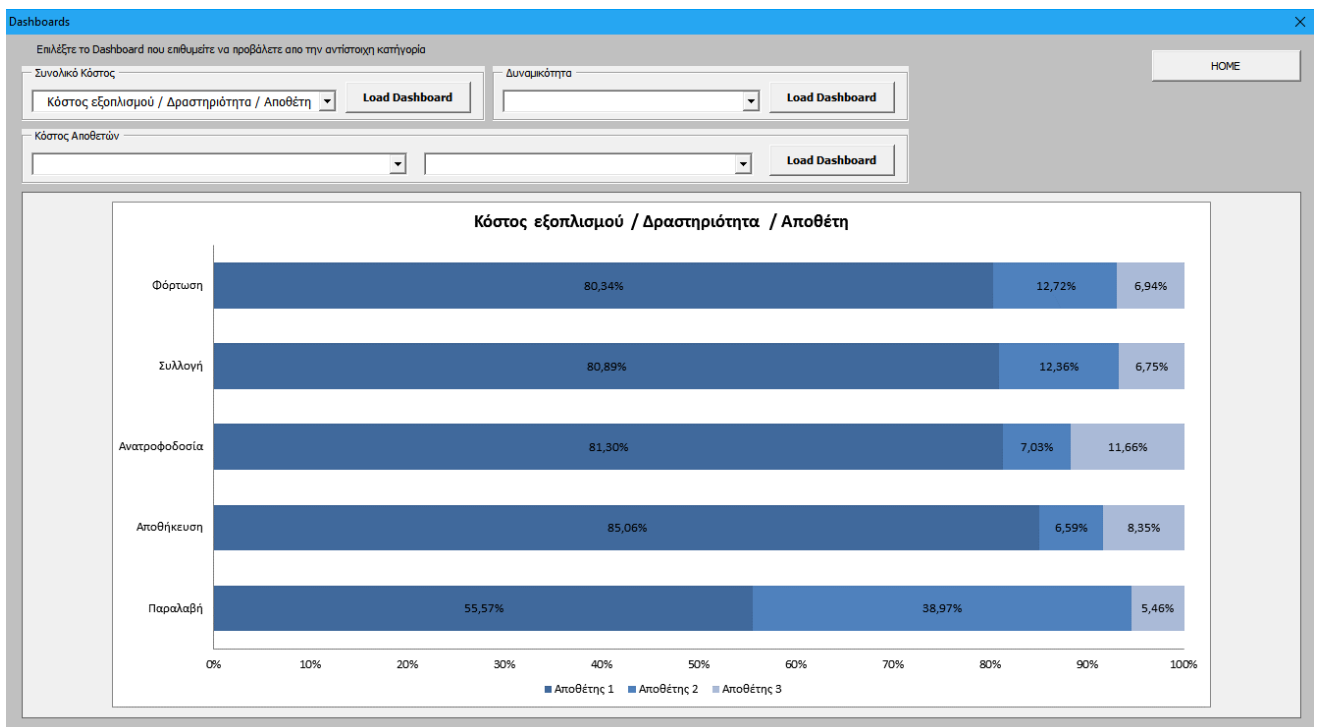 Dashboards
Επιλέξτε το Dashboard που επιθυμείτε να προβάλετε απο την αντίστοιχη κατήγορία
HOME
Συνολικό Κόστος
Δυναμικότητα
Κόστος εξοπλισμού / Δραστηριότητα / Αποθέτη
Load Dashboard
Load Dashboard
Κόστος Αποθετών
Load Dashboard
Κόστος εξοπλισμού / Δραστηριότητα / Αποθέτη
Φόρτωση 80,34% 12,72% 6,94%
Συλλογή 80,89% 12,36% 6,75%
Ανατροφοδοσία 81,30% 7,03% 11,66%
Αποθήκευση 85,06% 6,59% 8,35%
Παραλαβή 55,57% 38,97% 5,46%
0% 10% 20% 30% 40% 50% 60% 70% 80% 90% 100%
Αποθέτης 1 Αποθέτης 2 Αποθέτης 3